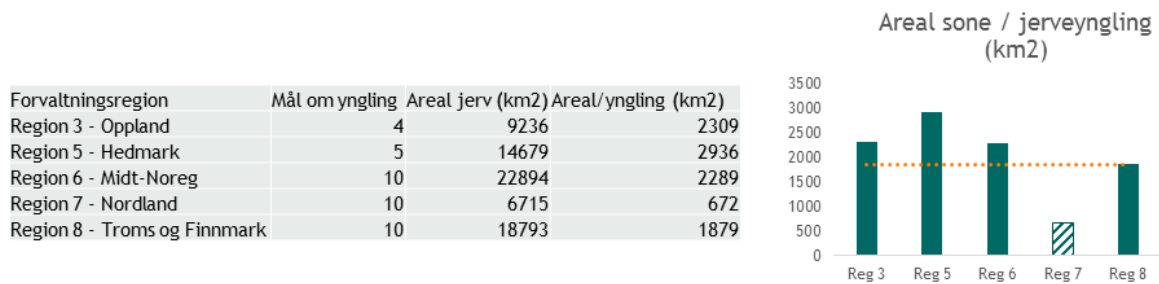 Forvaltningsregion Mål om yngling Areal jerv (km2) Areal/yngling (km2)
Region 3 - Oppland 4 9236 2309
Region 5 - Hedmark 5 14679 2936
Region 6 - Midt-Noreg 10 22894 2289
Region 7 - Nordland 10 6715 672
Region 8 - Troms og Finnmark 10 18793 1879
Areal sone / jerveyngling
(km2)
3500
3000
2500
2000
1500
1000
500
0
Reg 3 Reg 5 Reg 6 Reg 7 Reg 8